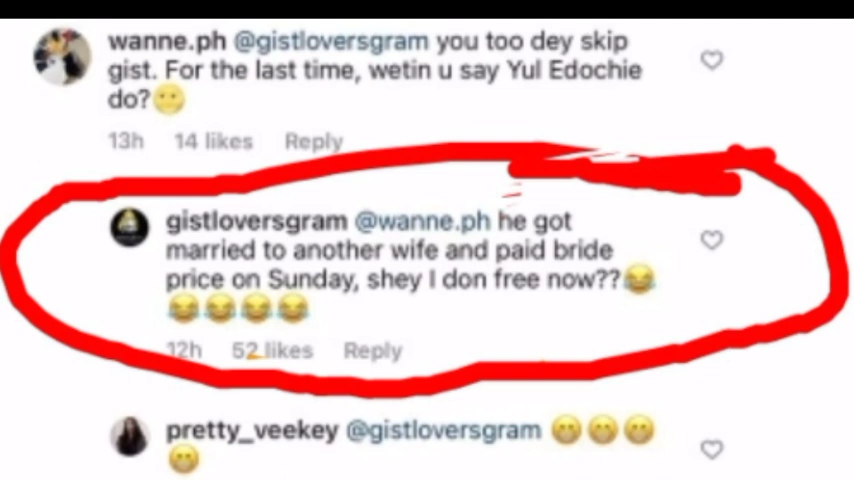 wanne.ph @gistloversgram you too dey skip
gist. For the last time, wetin u say Yul Edochie
do?😬
13h 14 likes Reply
gistloversgram @wanne.ph he got
married to another wife and paid bride
price on Sunday, shey I don free now??😂
😂😂😂😂
12h 52 likes Reply
pretty_veekey @gistloversgram 😁😁😁
😁